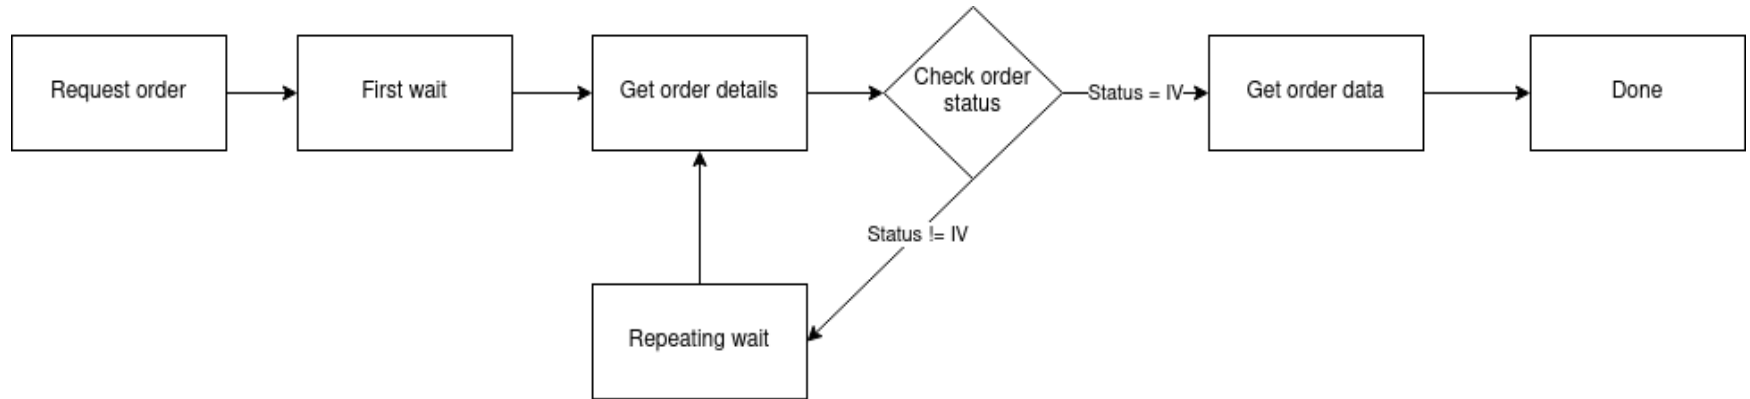 Request order
First wait
Get order details
Check order
status
Status = IV
Get order data
Done
Status != IV
Repeating wait